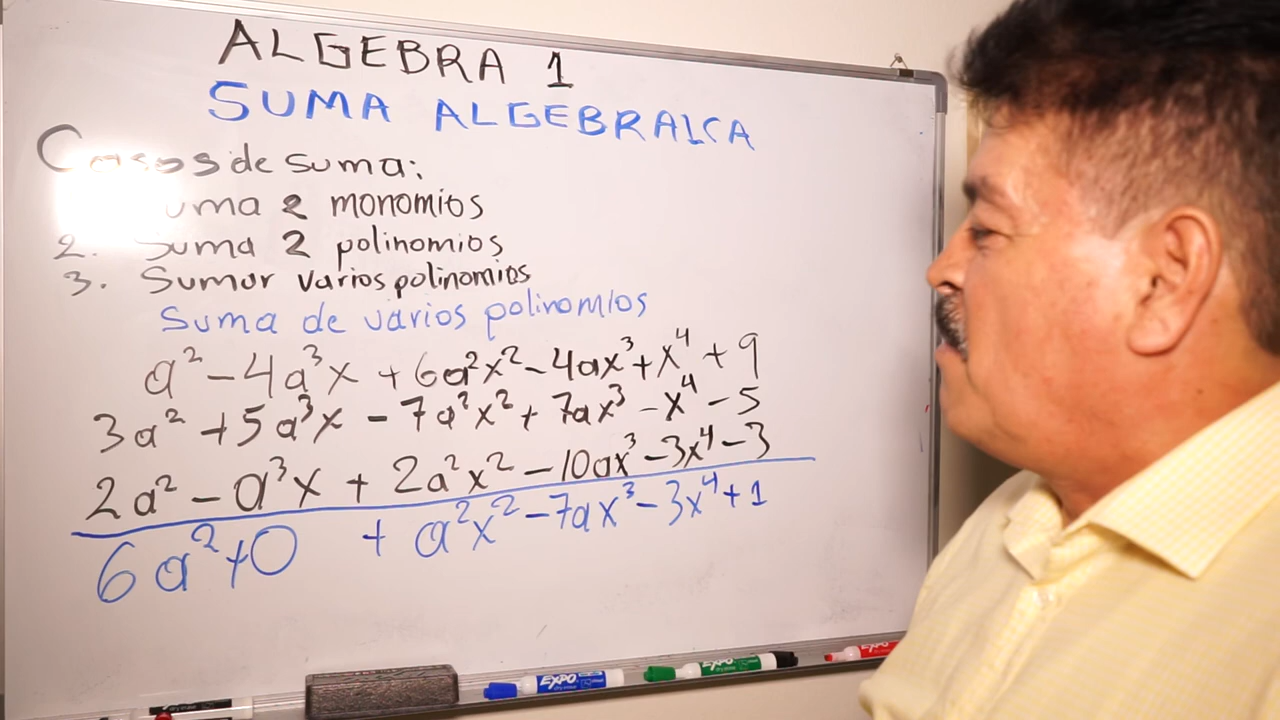 ALGEBRA 1
SUMA ALGEBRAICA
Casos de suma:
uma 2 monomios
2. Suma 2 polinomios
3. Sumar varios polinomios
Suma de varios polinomios
a² - 4a³x + 6a²x² - 4ax³ + x⁴ + 9
3a² + 5a³x - 7a²x² + 7ax³ - x⁴ - 5
2a² - a³x + 2a²x² - 10ax³ - 3x⁴ - 3
6a² + 0 + a²x² - 7ax³ - 3x⁴ + 1
EXPO
EXPO
EXPO